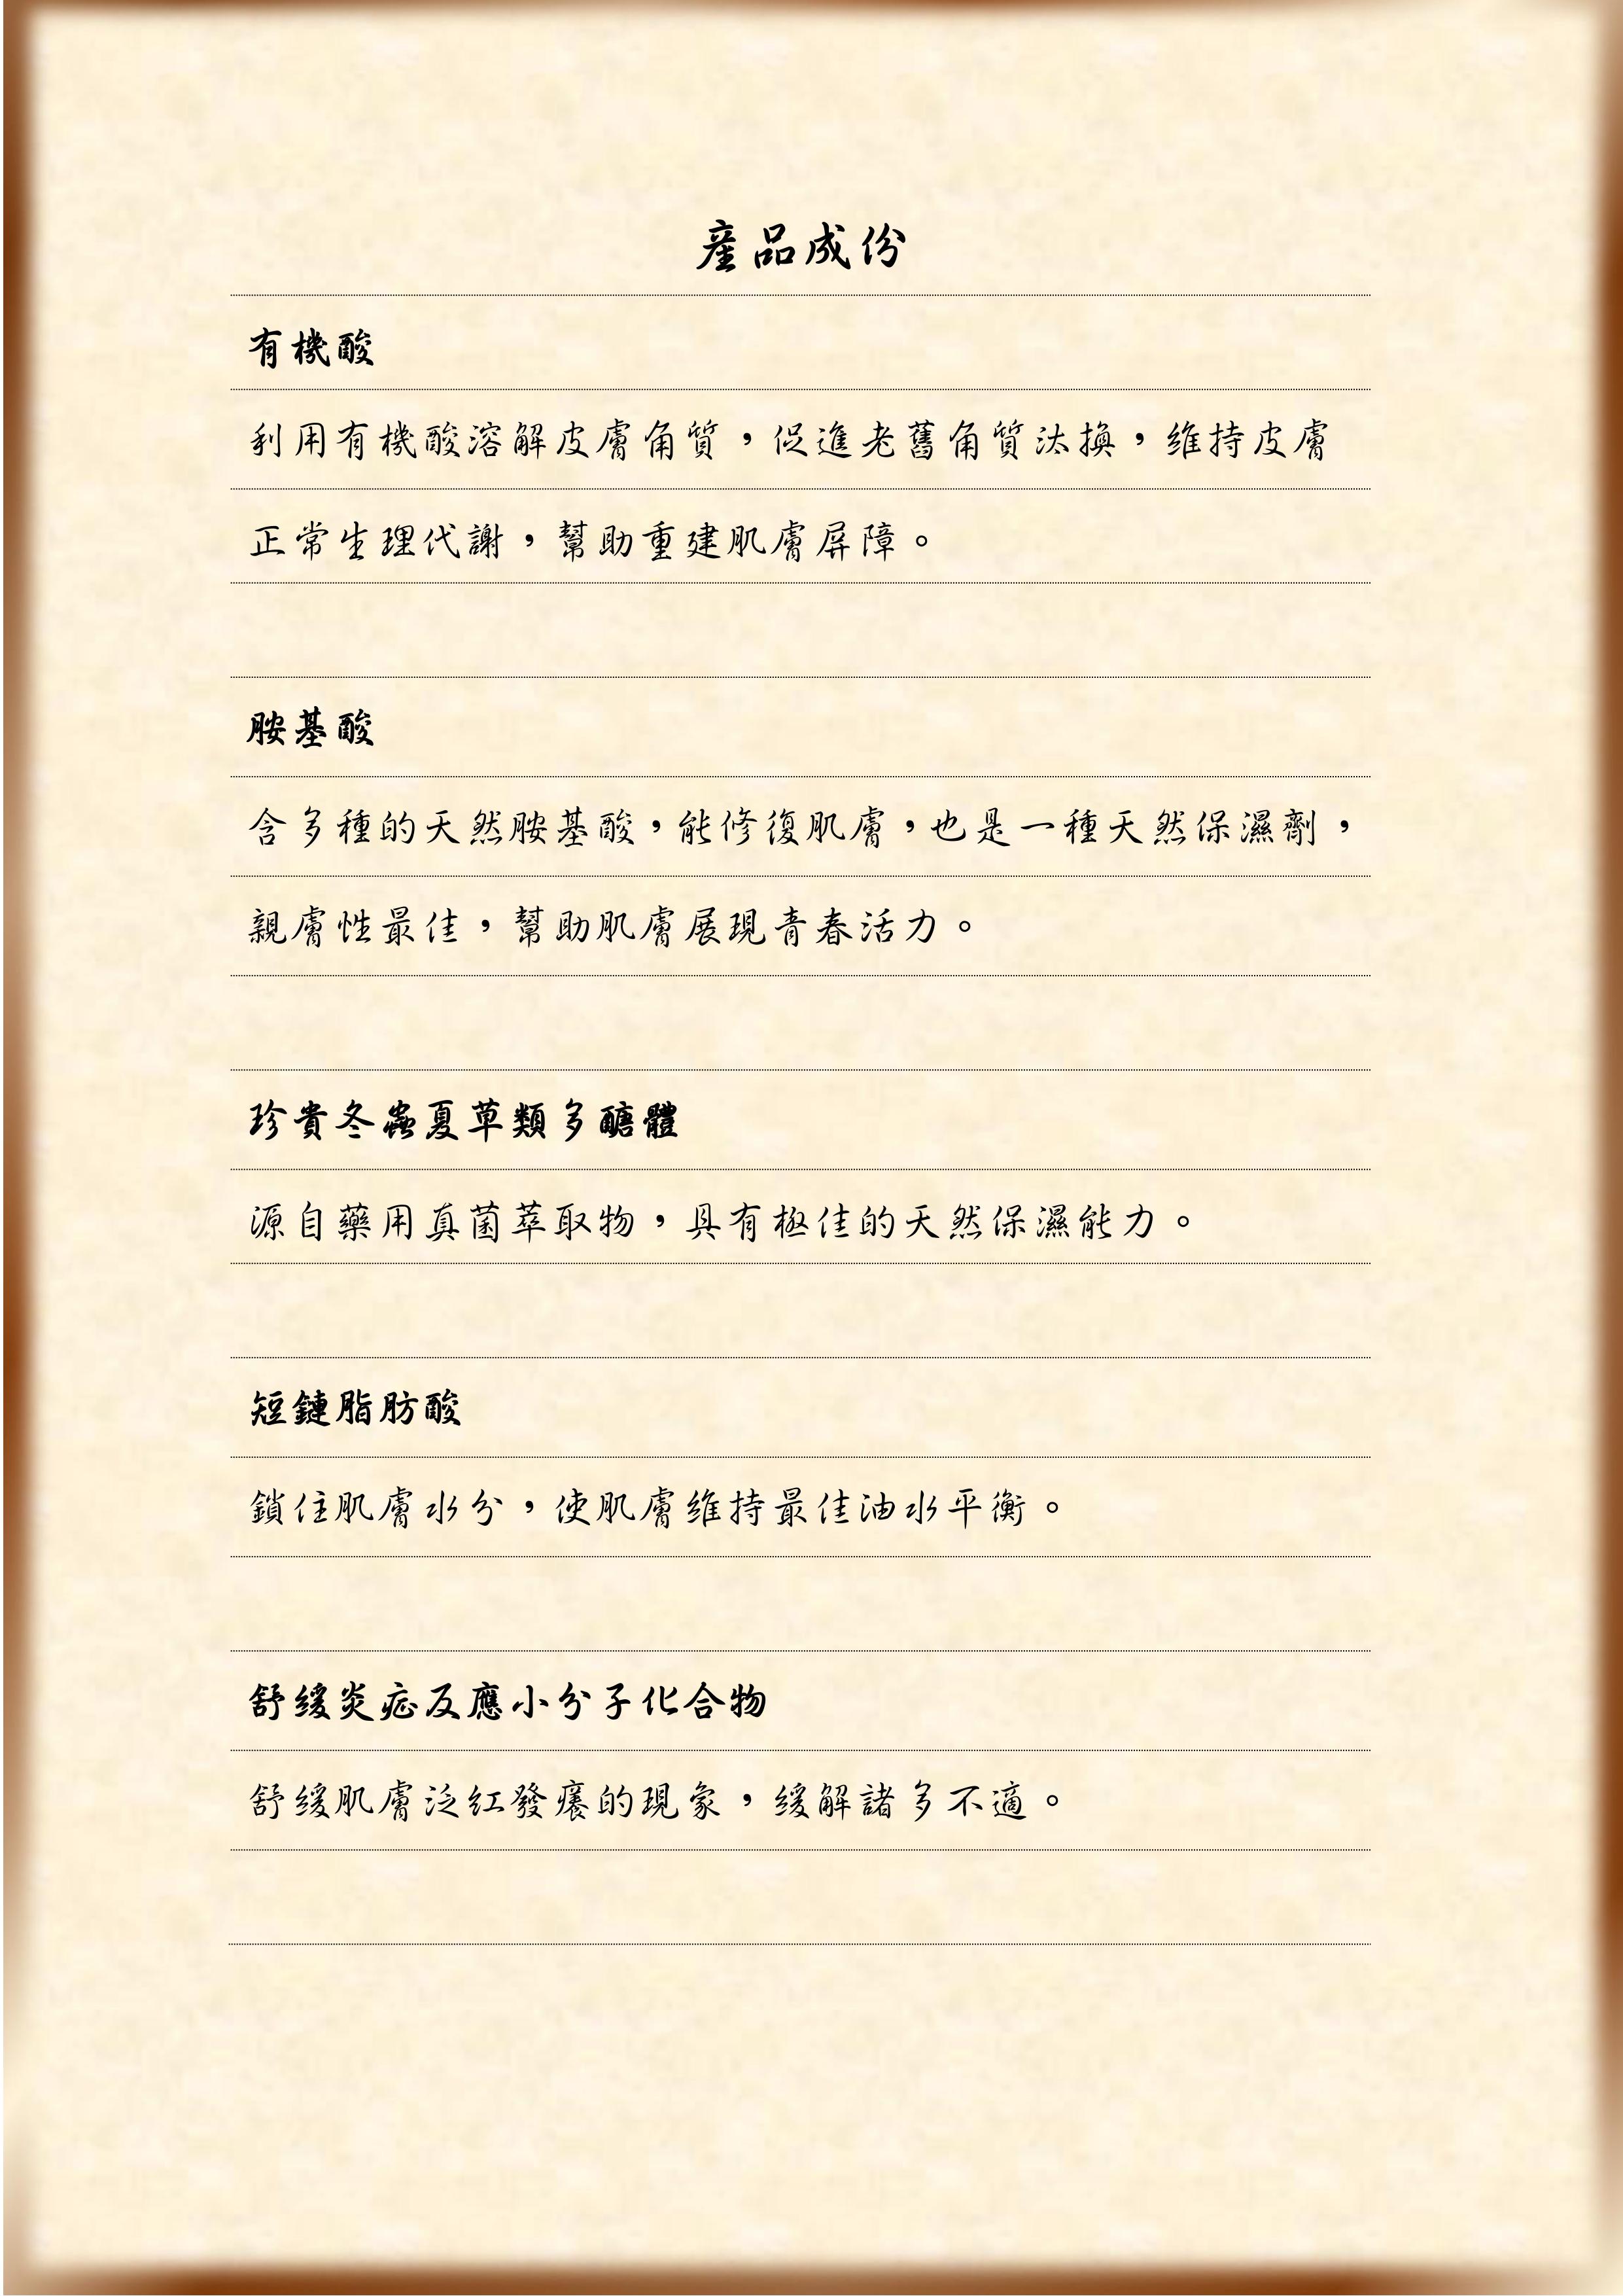 產品成份
有機酸
利用有機酸溶解皮膚角質，促進老舊角質汰換，維持皮膚
正常生理代謝，幫助重建肌膚屏障。
胺基酸
含多種的天然胺基酸，能修復肌膚，也是一種天然保濕劑，
親膚性最佳，幫助肌膚展現青春活力。
珍貴冬蟲夏草類多醣體
源自藥用真菌萃取物，具有極佳的天然保濕能力。
短鏈脂肪酸
鎖住肌膚水分，使肌膚維持最佳油水平衡。
舒緩炎症反應小分子化合物
舒緩肌膚泛紅發癢的現象，緩解諸多不適。